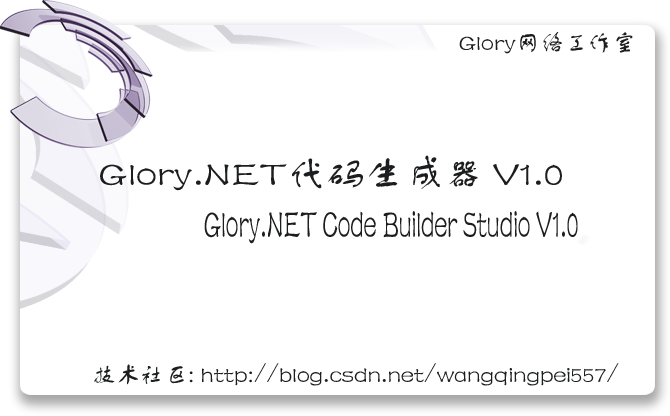 Glory网络工作室
Glory.NET代码生成器 V1.0
Glory.NET Code Builder Studio V1.0
技术社区: http://blog.csdn.net/wangqingpei557/